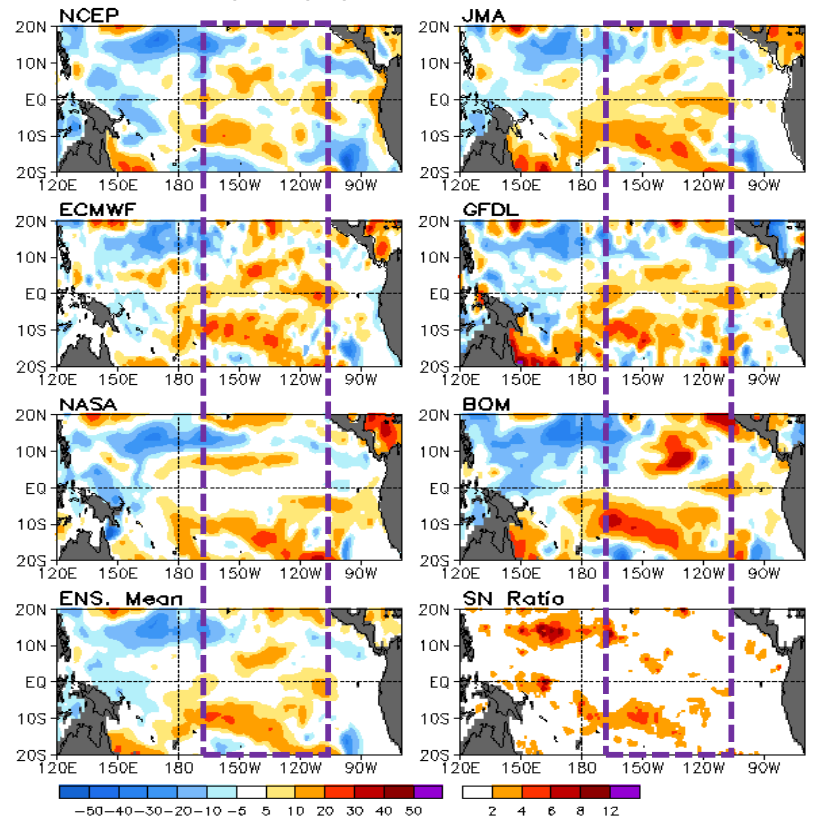 NCEP JMA
20N 20N
10N 10N
EQ EQ
10S 10S
20S 20S
120E 150E 180 150W 120W 90W 120E 150E 180 150W 120W 90W
ECMWF GFDL
20N 20N
10N 10N
EQ EQ
10S 10S
20S 20S
120E 150E 180 150W 120W 90W 120E 150E 180 150W 120W 90W
NASA BOM
20N 20N
10N 10N
EQ EQ
10S 10S
20S 20S
120E 150E 180 150W 120W 90W 120E 150E 180 150W 120W 90W
ENS. Mean SN Ratio
20N 20N
10N 10N
EQ EQ
10S 10S
20S 20S
120E 150E 180 150W 120W 90W 120E 150E 180 150W 120W 90W
-50 -40 -30 -20 -10 -5 5 10 20 30 40 50 2 4 6 8 12